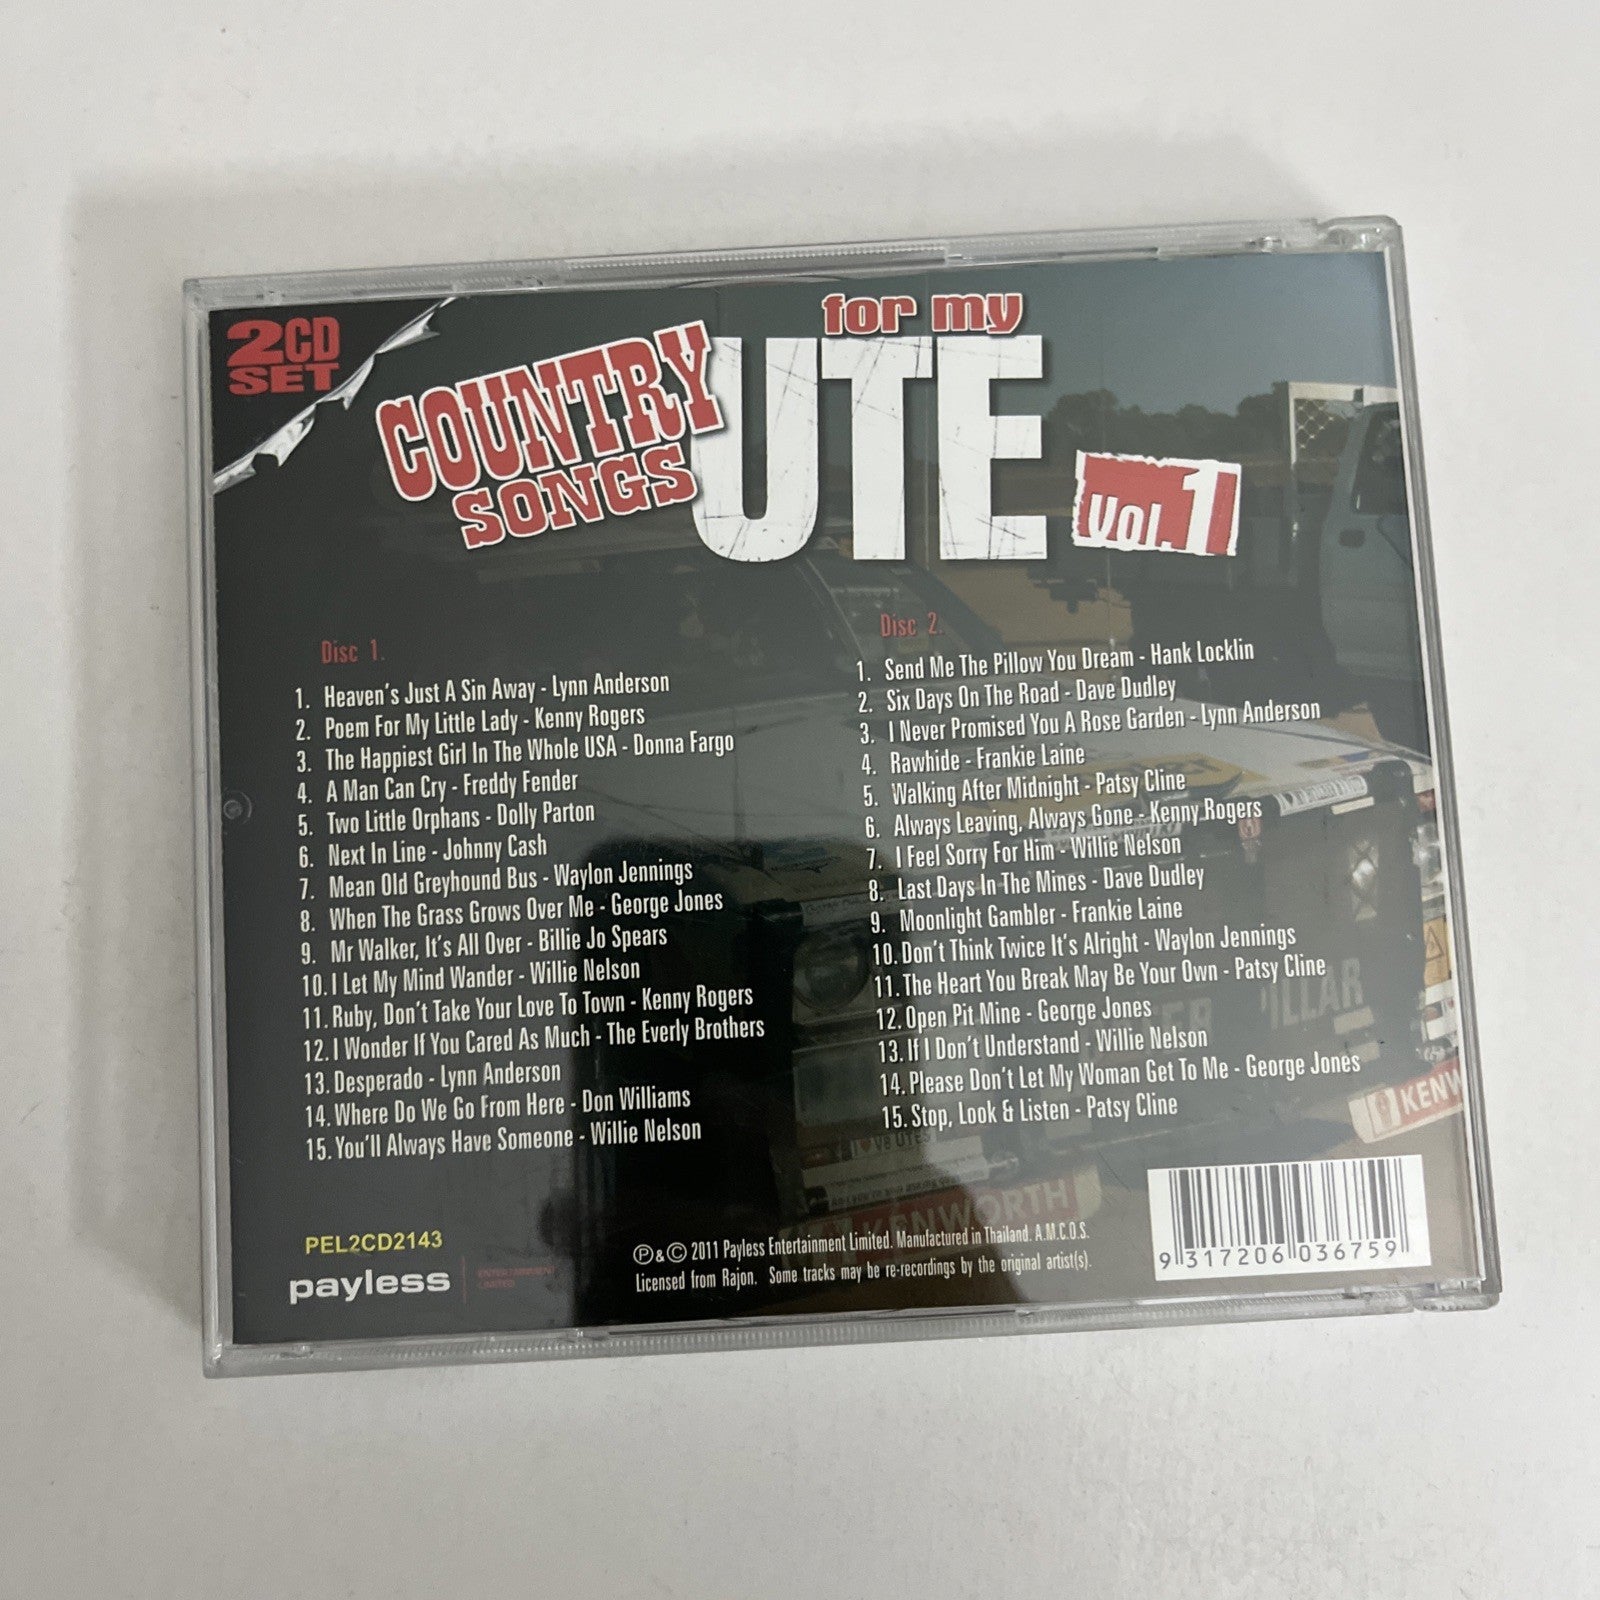 2CD
SET
COUNTRY
SONGS
for my
UTE
Vol. 1
Disc 1.
1. Heaven's Just A Sin Away - Lynn Anderson
2. Poem For My Little Lady - Kenny Rogers
3. The Happiest Girl In The Whole USA - Donna Fargo
4. A Man Can Cry - Freddy Fender
5. Two Little Orphans - Dolly Parton
6. Next In Line - Johnny Cash
7. Mean Old Greyhound Bus - Waylon Jennings
8. When The Grass Grows Over Me - George Jones
9. Mr Walker, It's All Over - Billie Jo Spears
10. I Let My Mind Wander - Willie Nelson
11. Ruby, Don't Take Your Love To Town - Kenny Rogers
12. I Wonder If You Cared As Much - The Everly Brothers
13. Desperado - Lynn Anderson
14. Where Do We Go From Here - Don Williams
15. You'll Always Have Someone - Willie Nelson
Disc 2.
1. Send Me The Pillow You Dream - Hank Locklin
2. Six Days On The Road - Dave Dudley
3. I Never Promised You A Rose Garden - Lynn Anderson
4. Rawhide - Frankie Laine
5. Walking After Midnight - Patsy Cline
6. Always Leaving, Always Gone - Kenny Rogers
7. I Feel Sorry For Him - Willie Nelson
8. Last Days In The Mines - Dave Dudley
9. Moonlight Gambler - Frankie Laine
10. Don't Think Twice It's Alright - Waylon Jennings
11. The Heart You Break May Be Your Own - Patsy Cline
12. Open Pit Mine - George Jones
13. If I Don't Understand - Willie Nelson
14. Please Don't Let My Woman Get To Me - George Jones
15. Stop, Look & Listen - Patsy Cline
KENW
KENWORTH
PEL2CD2143
payless
ENTERTAINMENT
LIMITED
Ⓟ & © 2011 Payless Entertainment Limited. Manufactured in Thailand. A.M.C.O.S.
Licensed from Rajon. Some tracks may be re-recordings by the original artist(s).
9 317206 036759